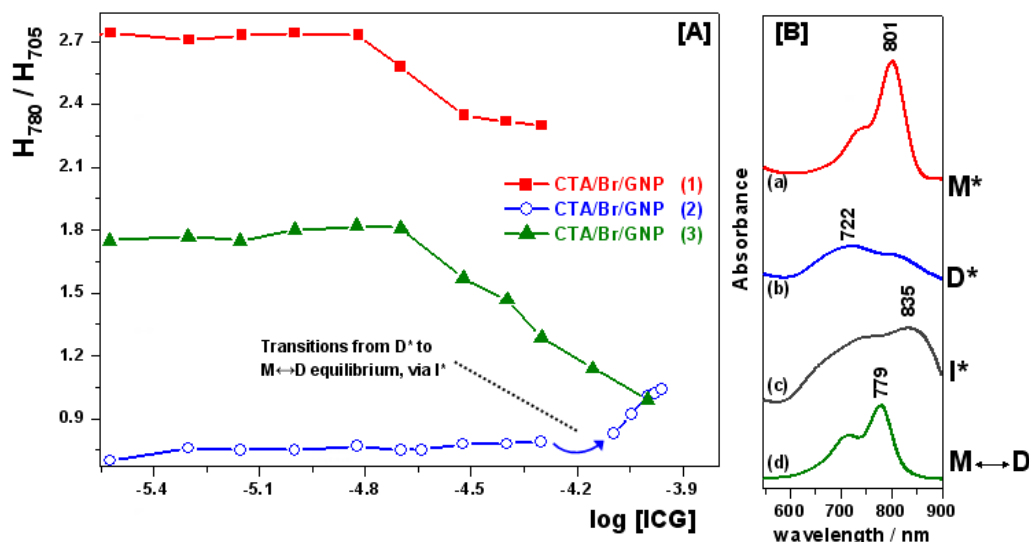 [A]
H780 / H705
2.7
2.4
2.1
1.8
1.5
1.2
0.9
CTA/Br/GNP (1)
CTA/Br/GNP (2)
CTA/Br/GNP (3)
Transitions from D* to
M↔D equilibrium, via I*
-5.4 -5.1 -4.8 -4.5 -4.2 -3.9
log [ICG]
[B]
Absorbance
801
(a)
M*
722
(b)
D*
835
(c)
I*
779
(d)
M↔D
600 700 800 900
wavelength / nm